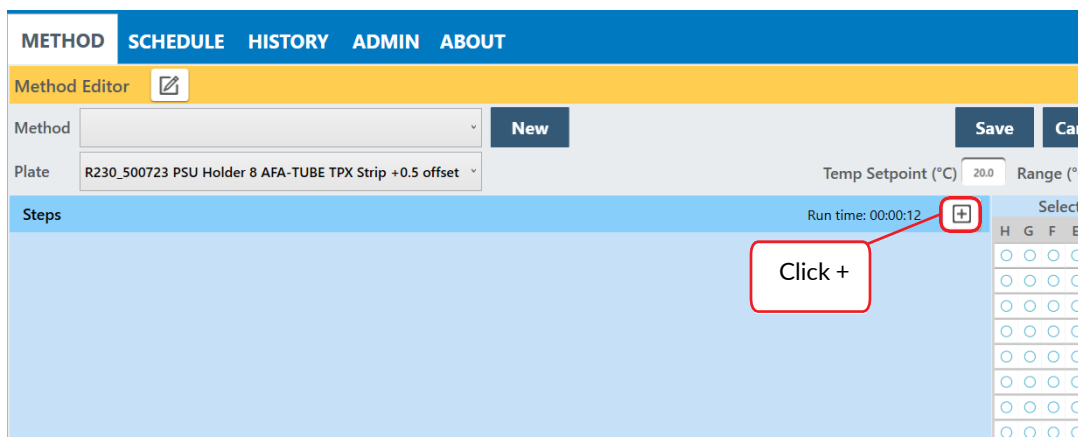 METHOD SCHEDULE HISTORY ADMIN ABOUT
Method Editor
Method New Save
Plate R230_500723 PSU Holder 8 AFA-TUBE TPX Strip +0.5 offset Temp Setpoint (°C) 20.0 Range (°
Steps Run time: 00:00:12 +
Click +
H G F